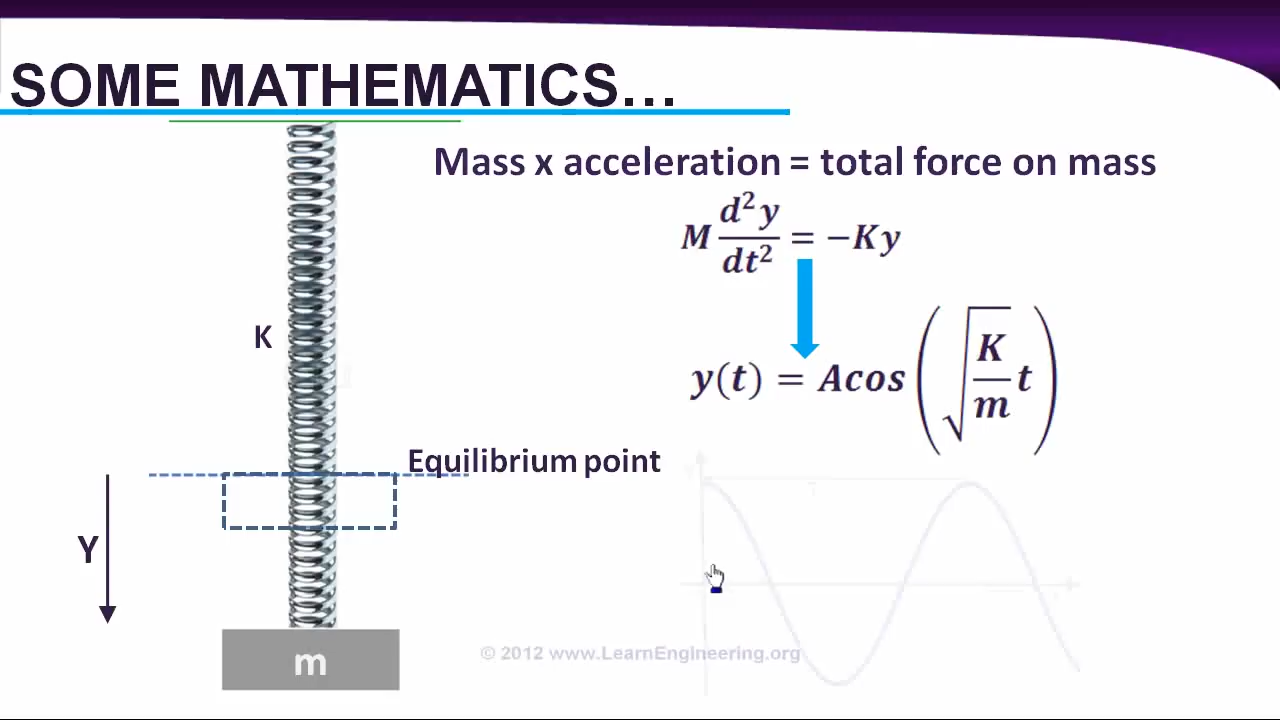 SOME MATHEMATICS...
Mass x acceleration = total force on mass
M d²y/dt² = −Ky
K
y(t) = Acos(√(K/m) t)
Equilibrium point
Y
m
© 2012 www.LearnEngineering.org